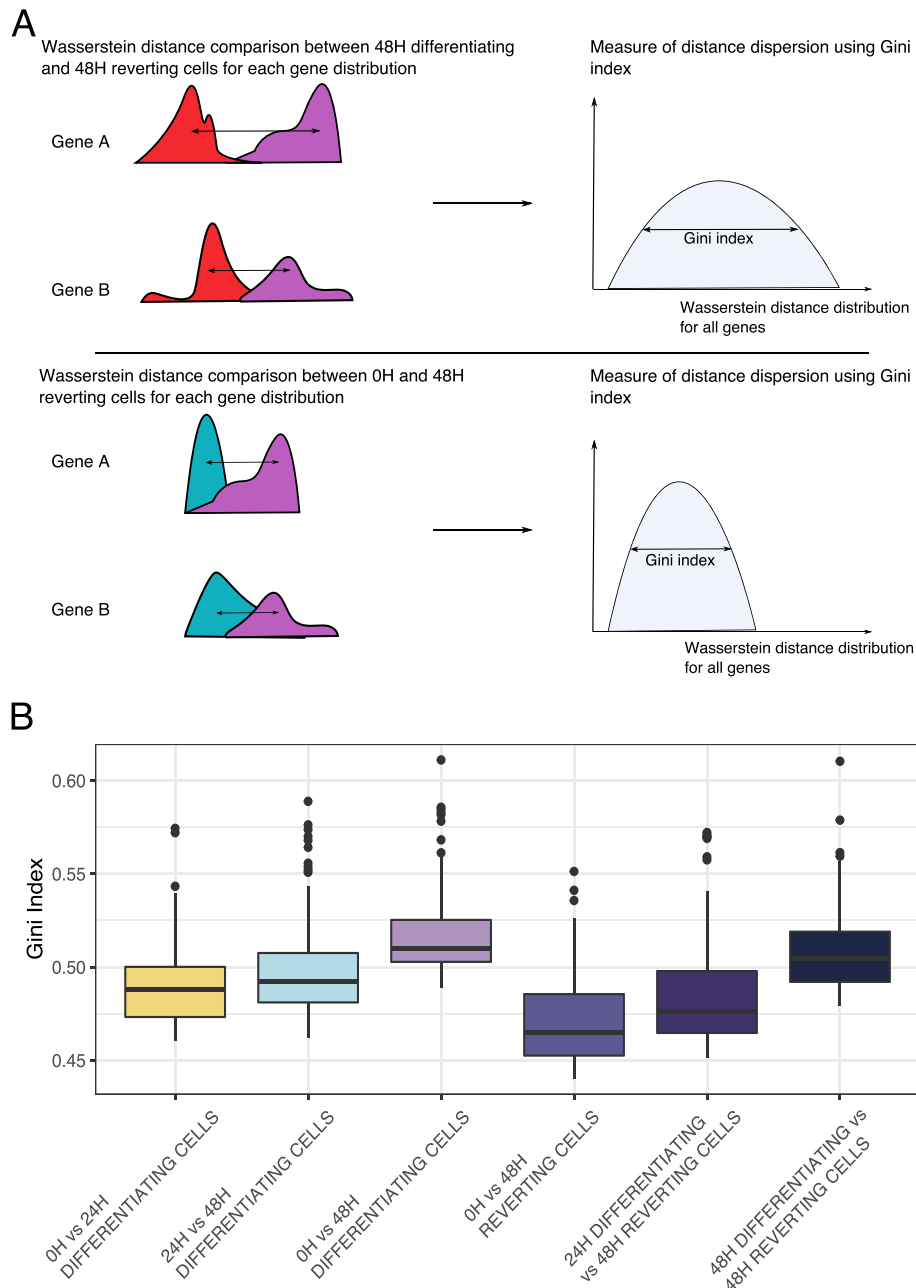 A
Wasserstein distance comparison between 48H differentiating
and 48H reverting cells for each gene distribution
Measure of distance dispersion using Gini
index
Gene A
Gene B
Gini index
Wasserstein distance distribution
for all genes
Wasserstein distance comparison between 0H and 48H
reverting cells for each gene distribution
Measure of distance dispersion using Gini
index
Gene A
Gene B
Gini index
Wasserstein distance distribution
for all genes
B
Gini Index
0.60
0.55
0.50
0.45
0H vs 24H
DIFFERENTIATING CELLS
24H vs 48H
DIFFERENTIATING CELLS
0H vs 48H
DIFFERENTIATING CELLS
0H vs 48H
REVERTING CELLS
24H DIFFERENTIATING
vs 48H REVERTING CELLS
48H DIFFERENTIATING vs
48H REVERTING CELLS